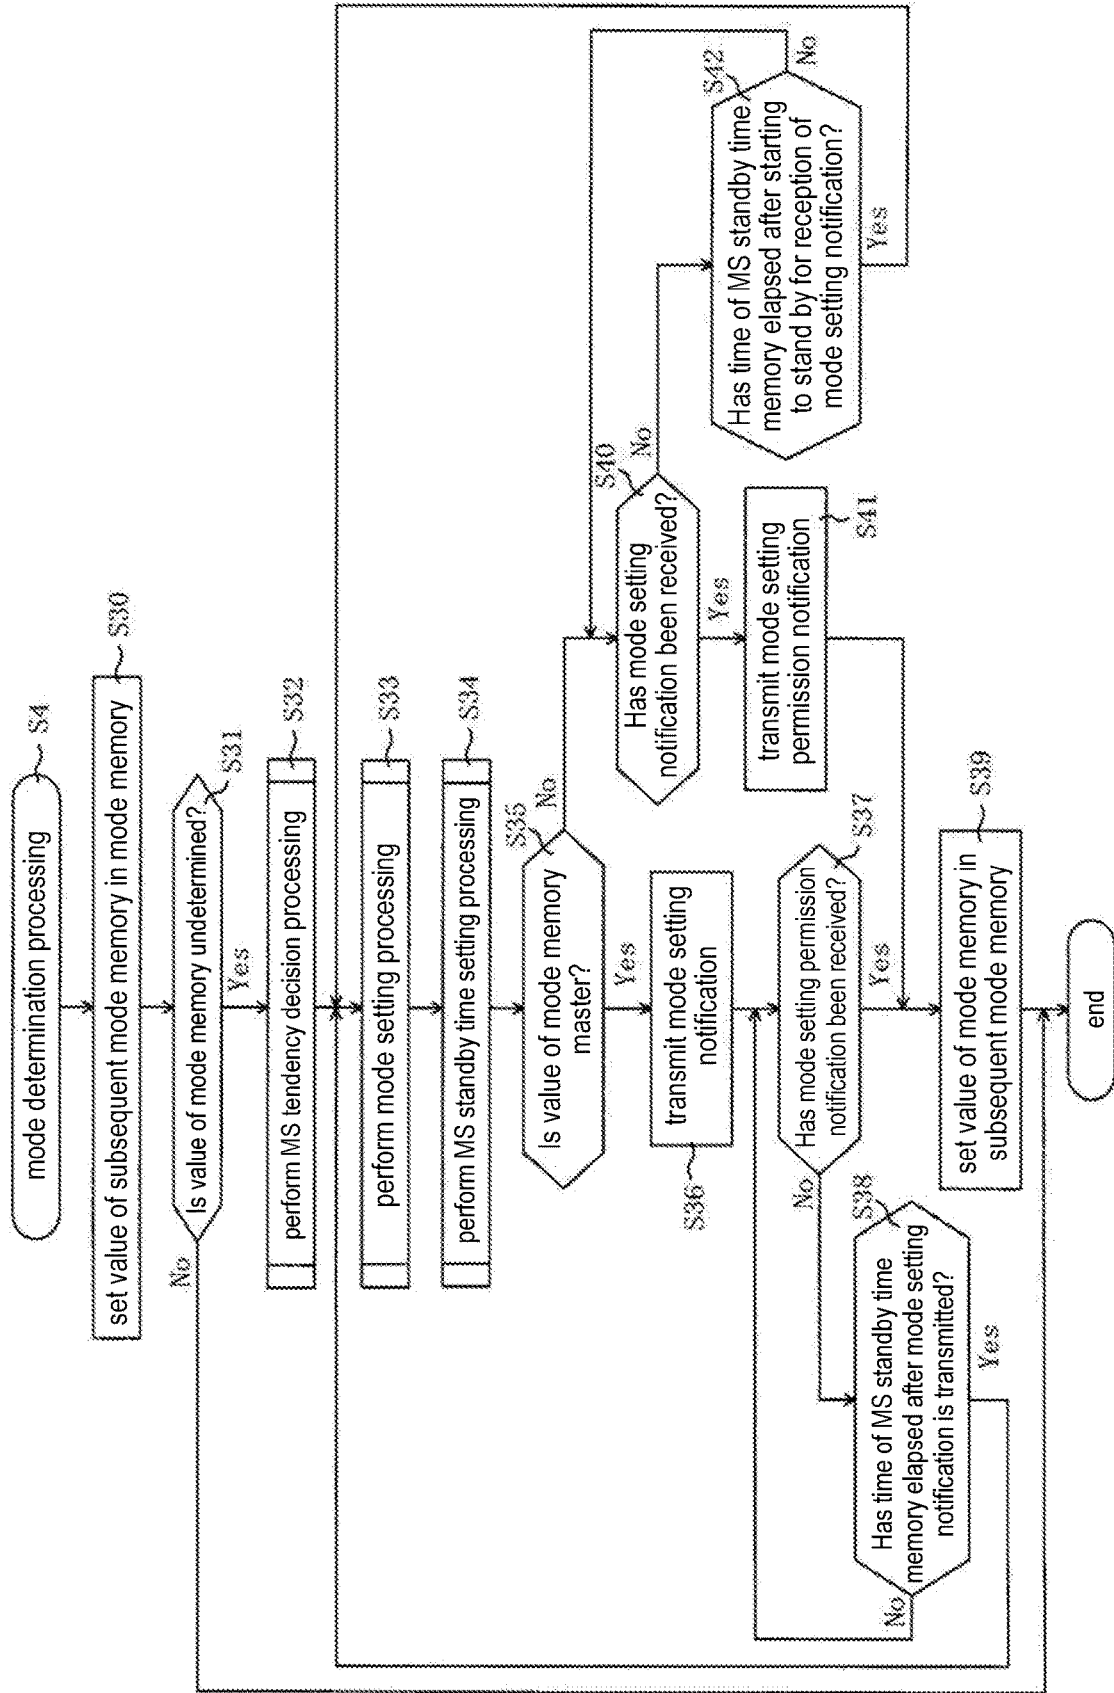 mode determination processing
S4
set value of subsequent mode memory in mode memory
S30
Is value of mode memory undetermined?
S31
No
Yes
perform MS tendency decision processing
S32
perform mode setting processing
S33
perform MS standby time setting processing
S34
Is value of mode memory
master?
S35
No
Yes
transmit mode setting
notification
S36
Has mode setting permission
notification been received?
S37
No
Yes
Has time of MS standby time
memory elapsed after mode setting
notification is transmitted?
S38
No
Yes
set value of mode memory in
subsequent mode memory
S39
Has mode setting
notification been received?
S40
No
Yes
transmit mode setting
permission notification
S41
Has time of MS standby time
memory elapsed after starting
to stand by for reception of
mode setting notification?
S42
No
Yes
end